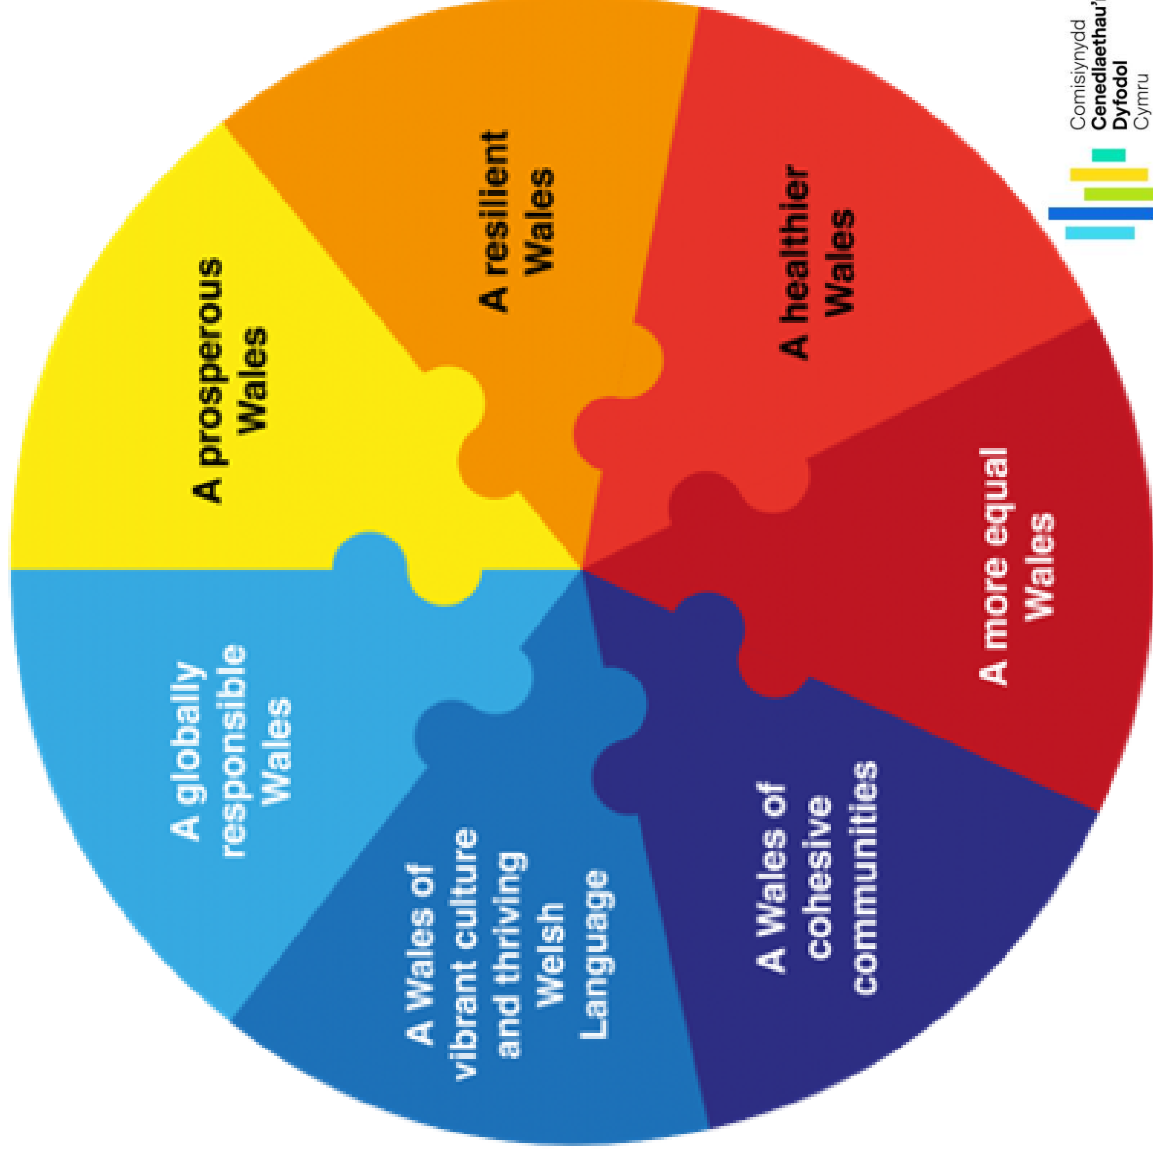 A prosperous
Wales
A resilient
Wales
A healthier
Wales
A more equal
Wales
A Wales of
cohesive
communities
A Wales of
vibrant culture
and thriving
Welsh
Language
A globally
responsible
Wales
Comisiynydd
Cenedlaethau'
Dyfodol
Cymru